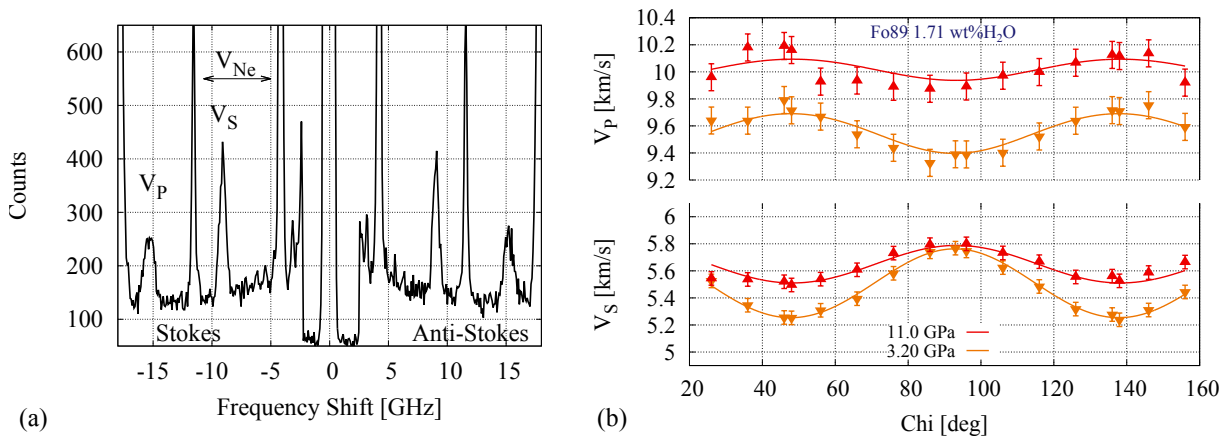 600
500
400
300
200
100
Counts
V_Ne
V_S
V_P
Stokes
Anti-Stokes
-15
-10
-5
0
5
10
15
Frequency Shift [GHz]
(a)
10.4
10.2
10
9.8
9.6
9.4
9.2
V_P [km/s]
Fo89 1.71 wt%H₂O
6
5.8
5.6
5.4
5.2
5
V_S [km/s]
11.0 GPa
3.20 GPa
20
40
60
80
100
120
140
160
Chi [deg]
(b)